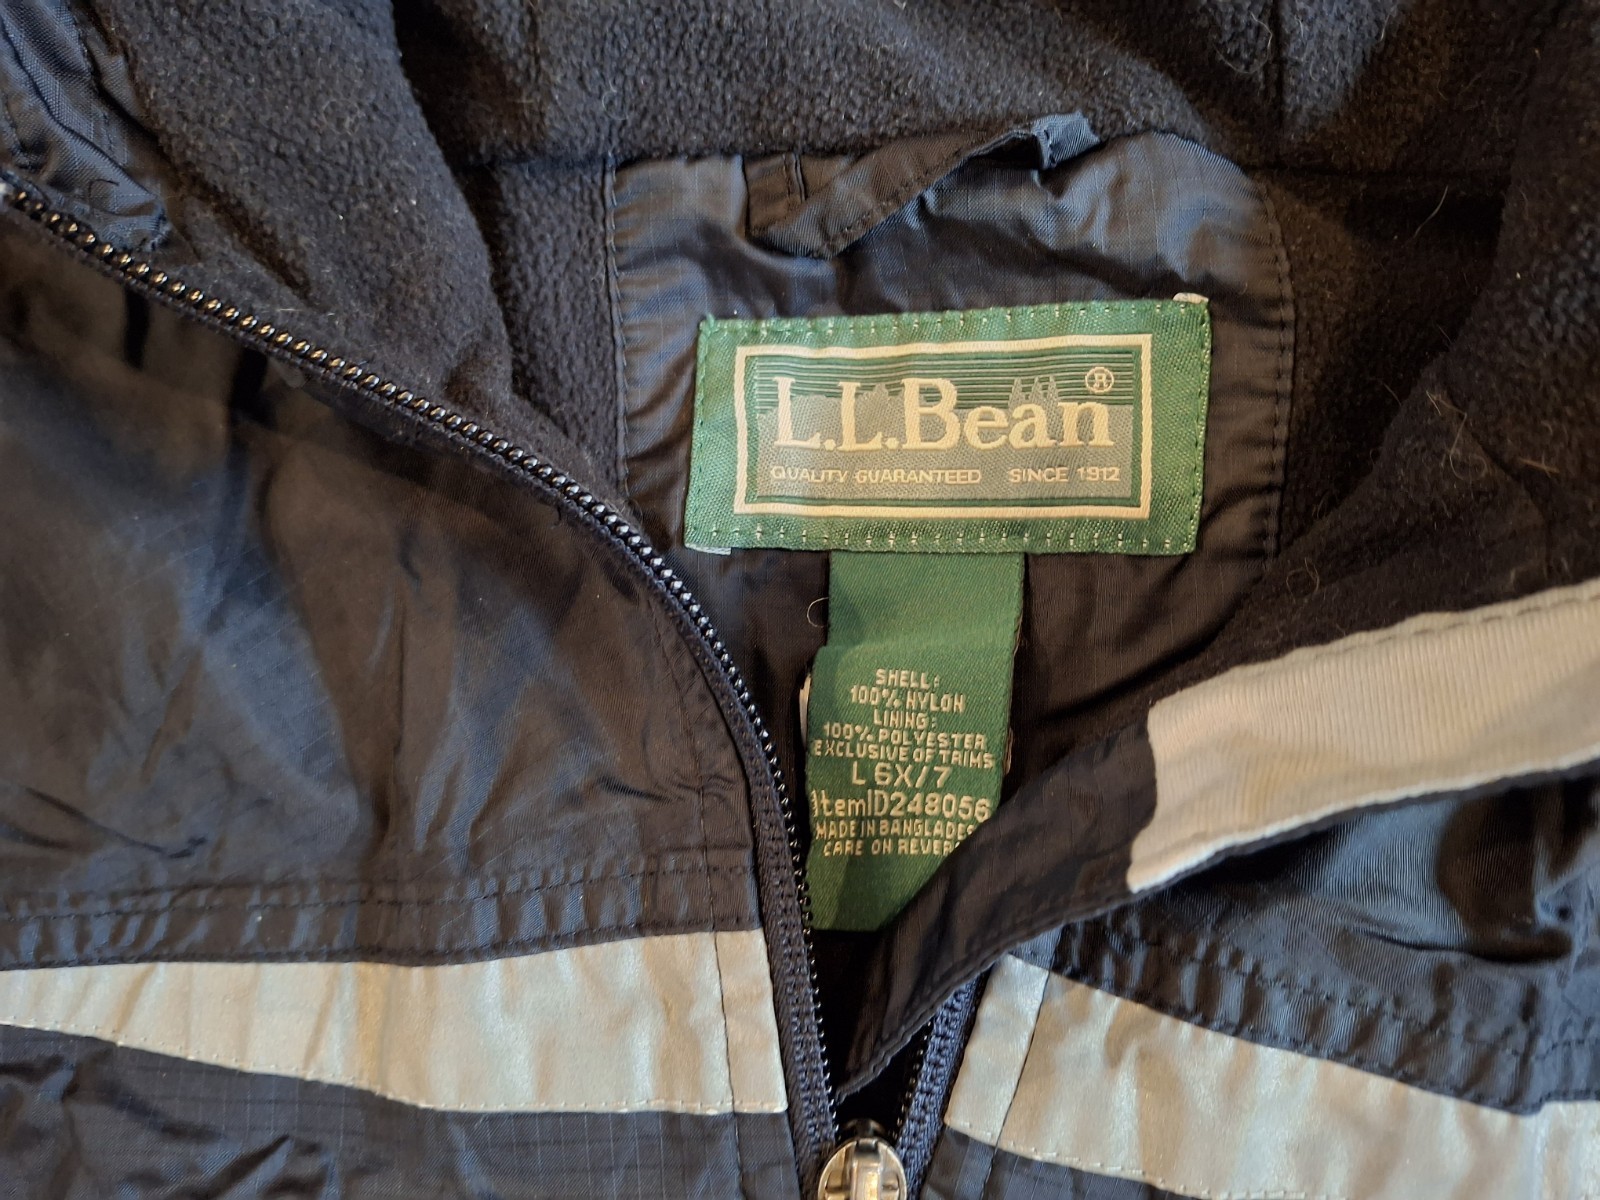 L.L.Bean®
QUALITY GUARANTEED SINCE 1912
SHELL:
100% NYLON
LINING:
100% POLYESTER
EXCLUSIVE OF TRIMS
L 6X/7
ItemID248056
MADE IN BANGLADES
CARE ON REVER